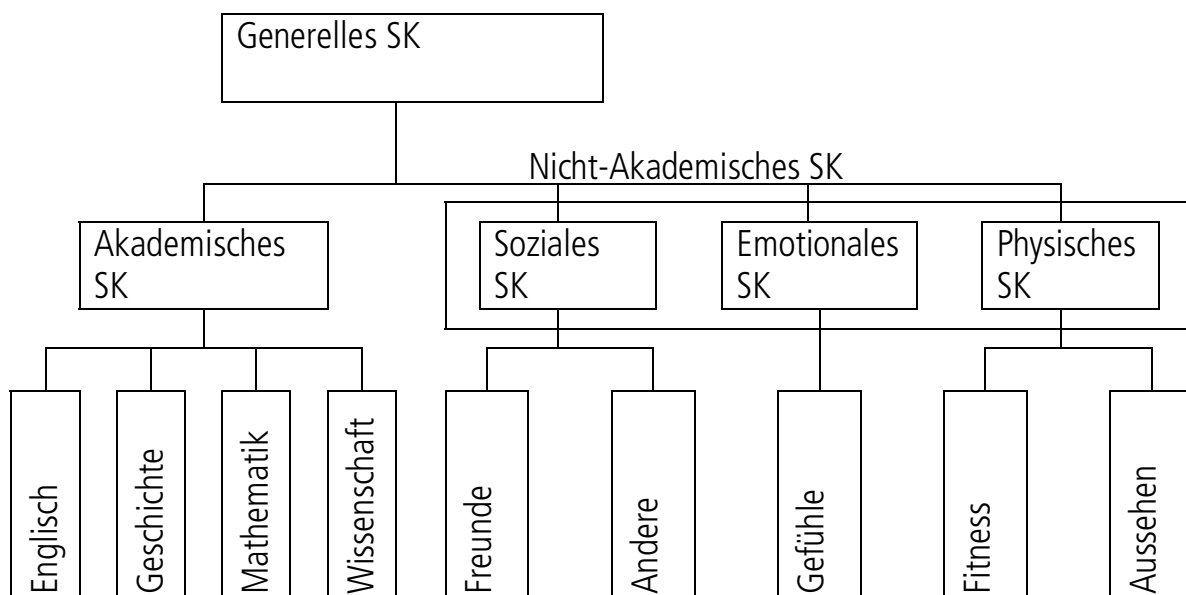 Generelles SK
Nicht-Akademisches SK
Akademisches
SK
Soziales
SK
Emotionales
SK
Physisches
SK
Englisch
Geschichte
Mathematik
Wissenschaft
Freunde
Andere
Gefühle
Fitness
Aussehen